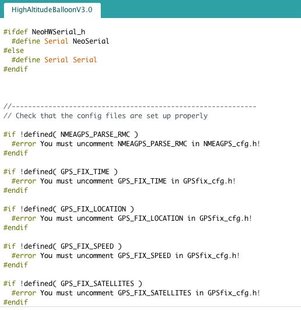 HighAltitudeBalloonV3.0
#ifdef NeoHWSerial_h
#define Serial NeoSerial
#else
#define Serial Serial
#endif
//------------------------------------------------------------
// Check that the config files are set up properly
#if !defined( NMEAGPS_PARSE_RMC )
#error You must uncomment NMEAGPS_PARSE_RMC in NMEAGPS_cfg.h!
#endif
#if !defined( GPS_FIX_TIME )
#error You must uncomment GPS_FIX_TIME in GPSfix_cfg.h!
#endif
#if !defined( GPS_FIX_LOCATION )
#error You must uncomment GPS_FIX_LOCATION in GPSfix_cfg.h!
#endif
#if !defined( GPS_FIX_SPEED )
#error You must uncomment GPS_FIX_SPEED in GPSfix_cfg.h!
#endif
#if !defined( GPS_FIX_SATELLITES )
#error You must uncomment GPS_FIX_SATELLITES in GPSfix_cfg.h!
#endif